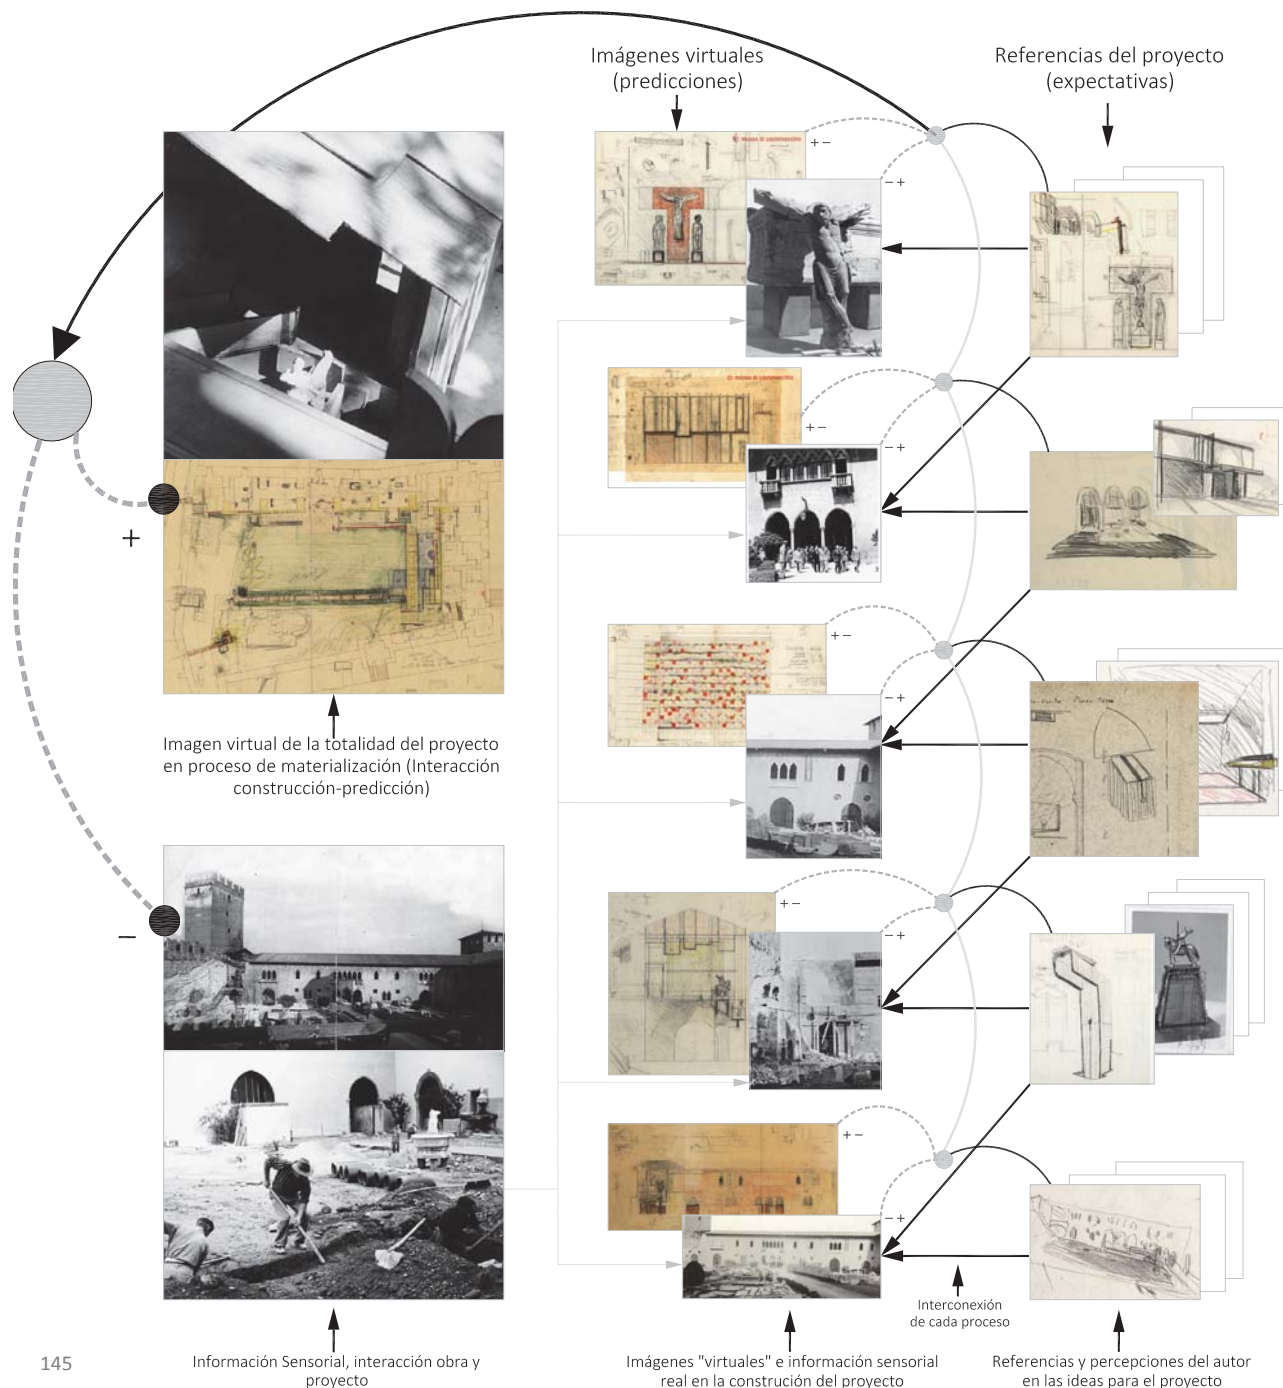 Imágenes virtuales
(predicciones)
Referencias del proyecto
(expectativas)
+ −
− +
+ −
− +
+
+ −
− +
Imagen virtual de la totalidad del proyecto
en proceso de materialización (Interacción
construcción-predicción)
−
+ −
− +
+ −
− +
Interconexión
de cada proceso
145
Información Sensorial, interacción obra y
proyecto
Imágenes "virtuales" e información sensorial
real en la construción del proyecto
Referencias y percepciones del autor
en las ideas para el proyecto